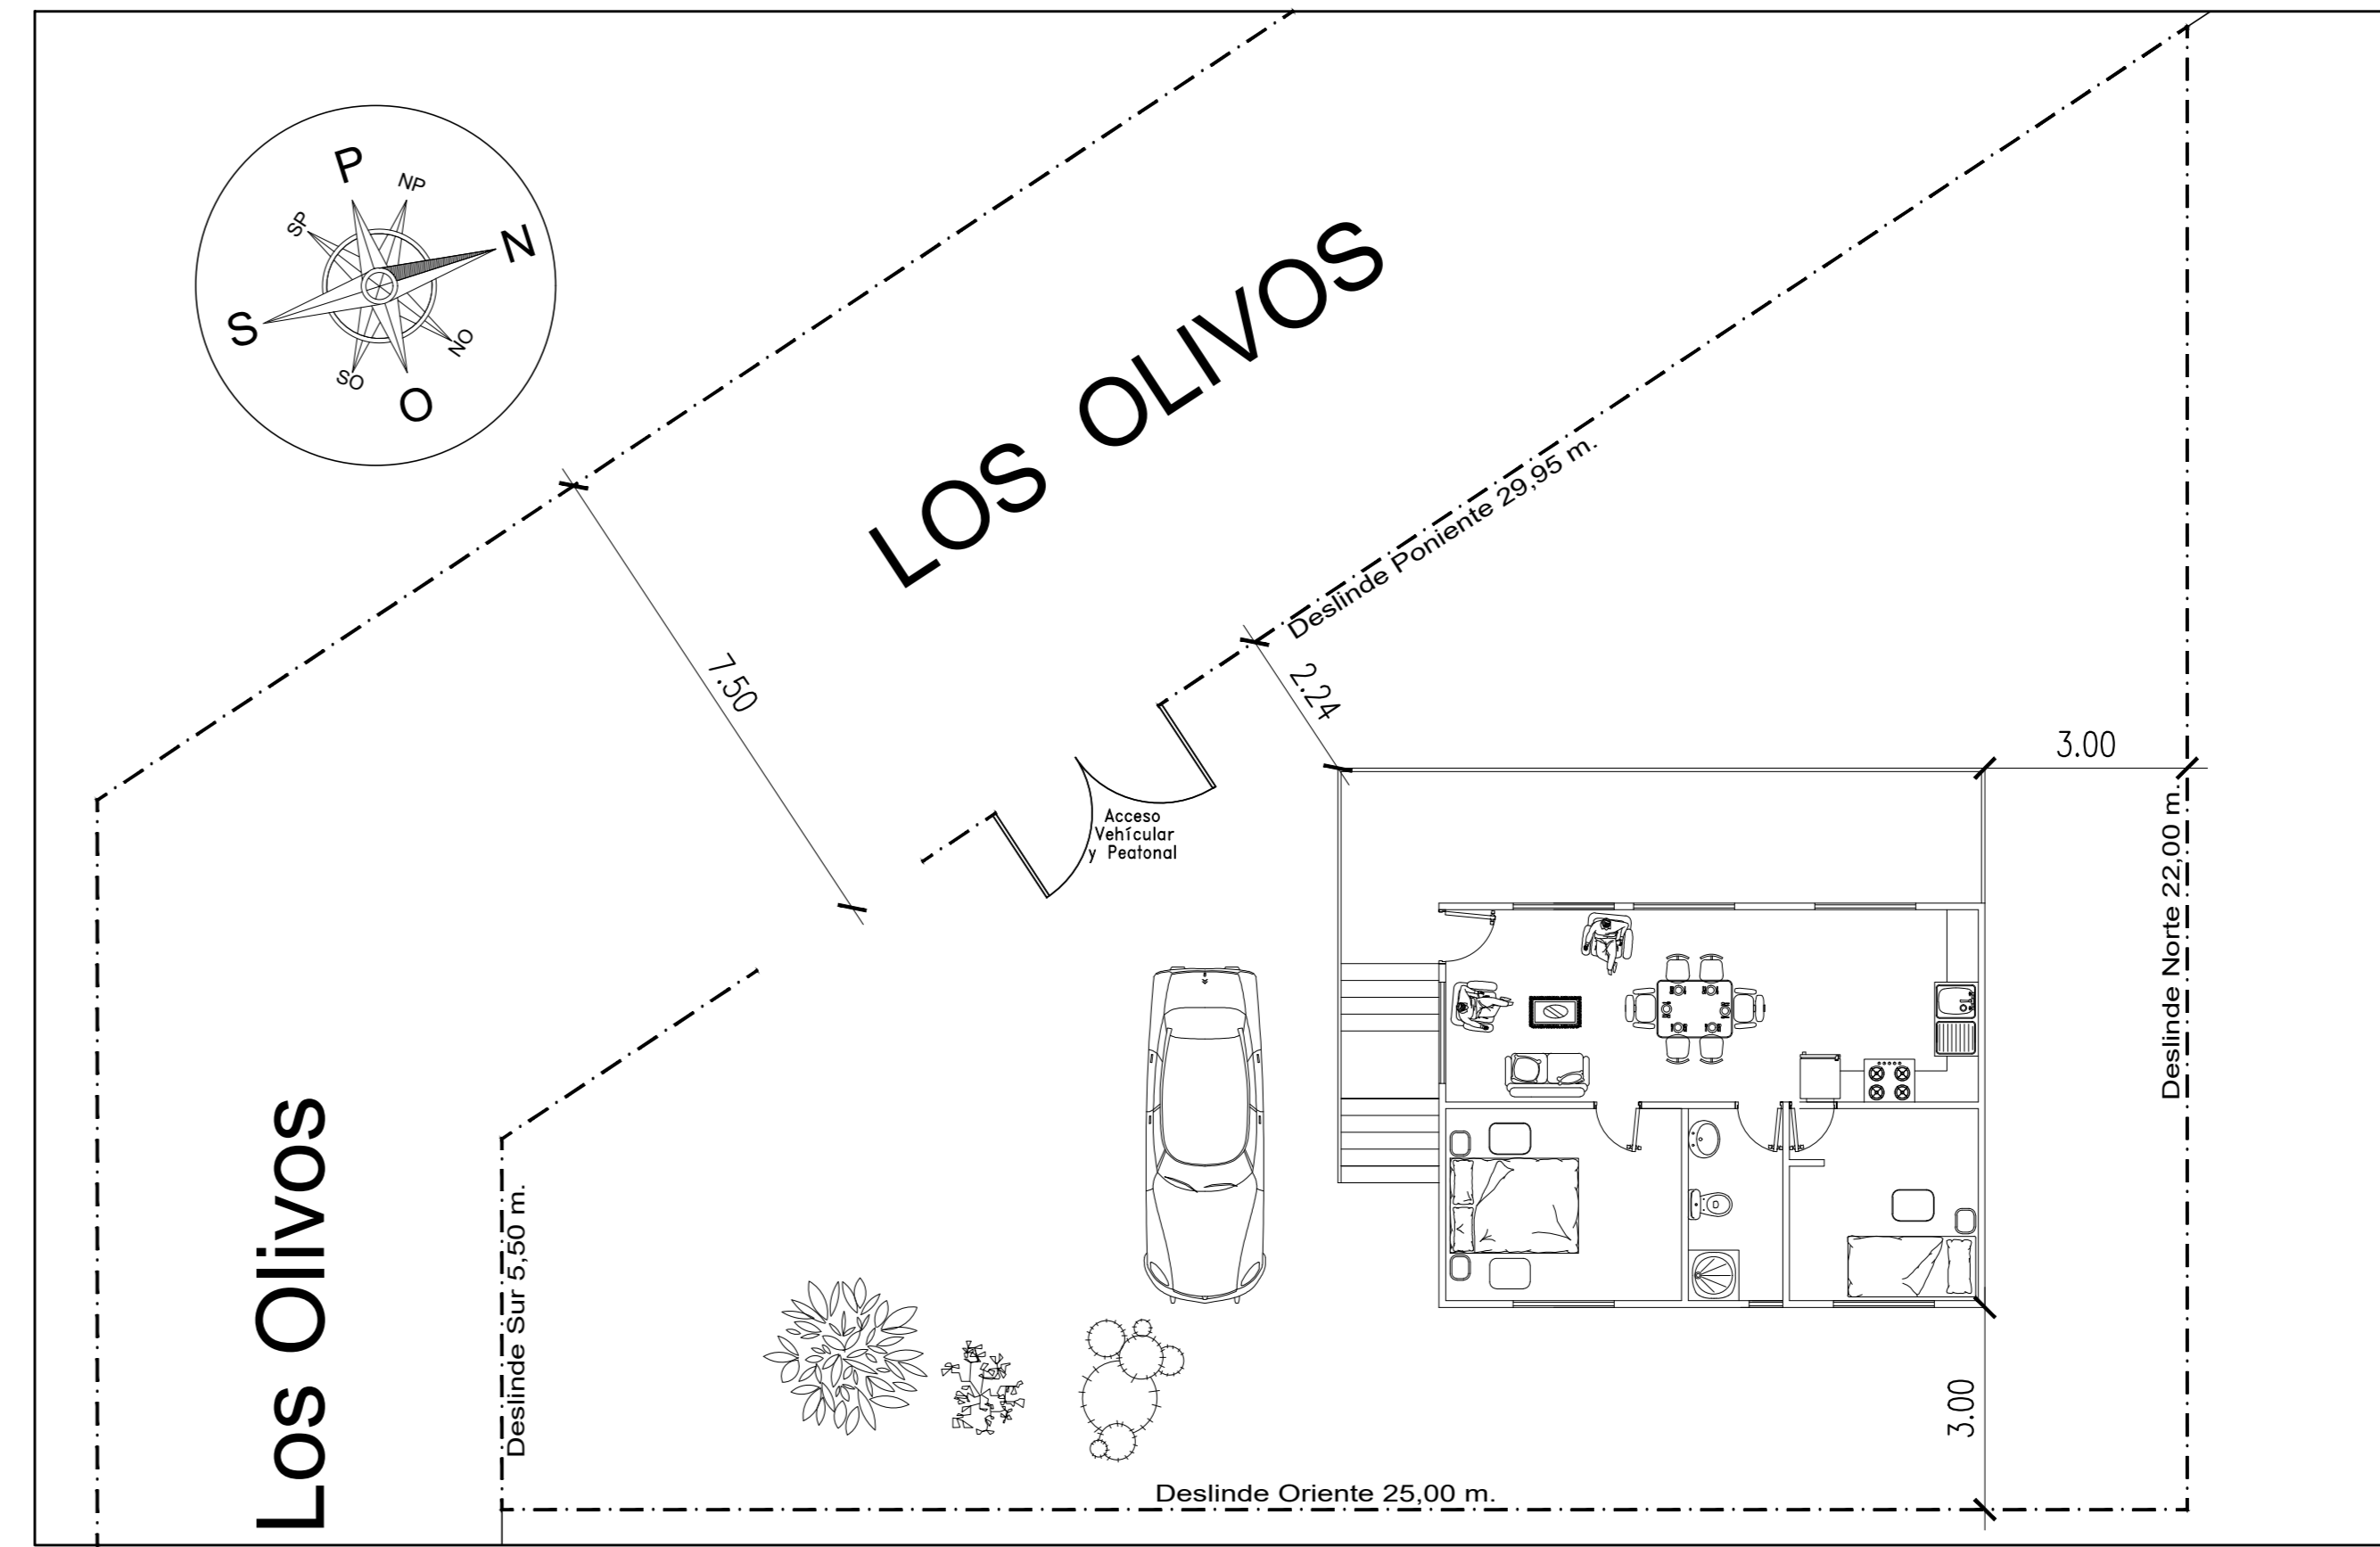 P
NP
SP
N
S
NO
SO
O
LOS OLIVOS
Deslinde Poniente 29,95 m.
7.50
2.24
3.00
Acceso
Vehícular
y Peatonal
Deslinde Norte 22,00 m.
Los Olivos
Deslinde Sur 5,50 m.
3.00
Deslinde Oriente 25,00 m.